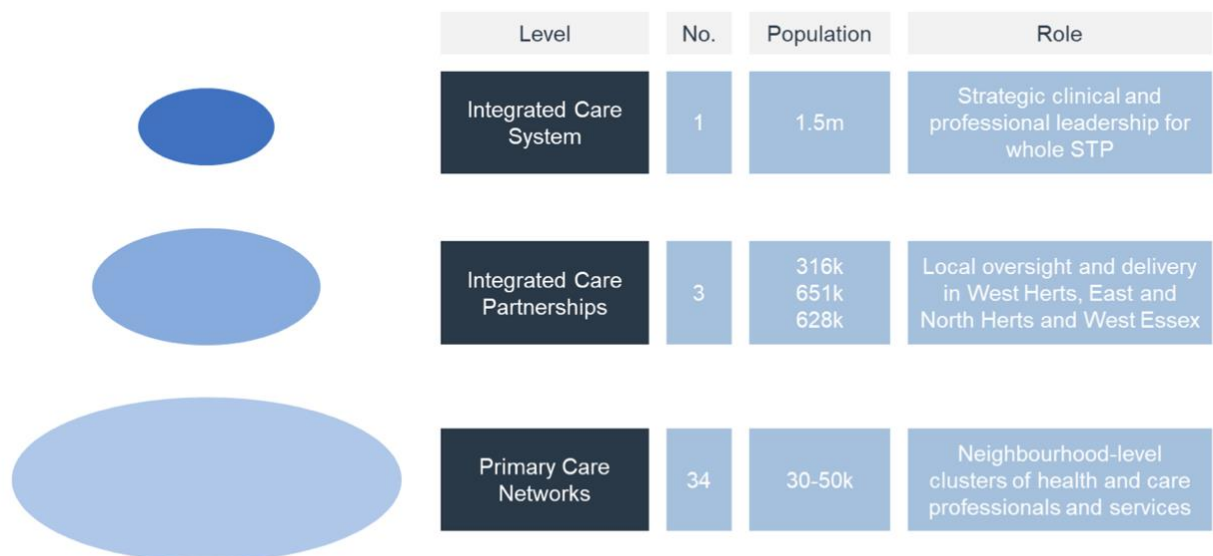 Level No. Population Role
Integrated Care
System
1
1.5m
Strategic clinical and
professional leadership for
whole STP
Integrated Care
Partnerships
3
316k
651k
628k
Local oversight and delivery
in West Herts, East and
North Herts and West Essex
Primary Care
Networks
34
30-50k
Neighbourhood-level
clusters of health and care
professionals and services